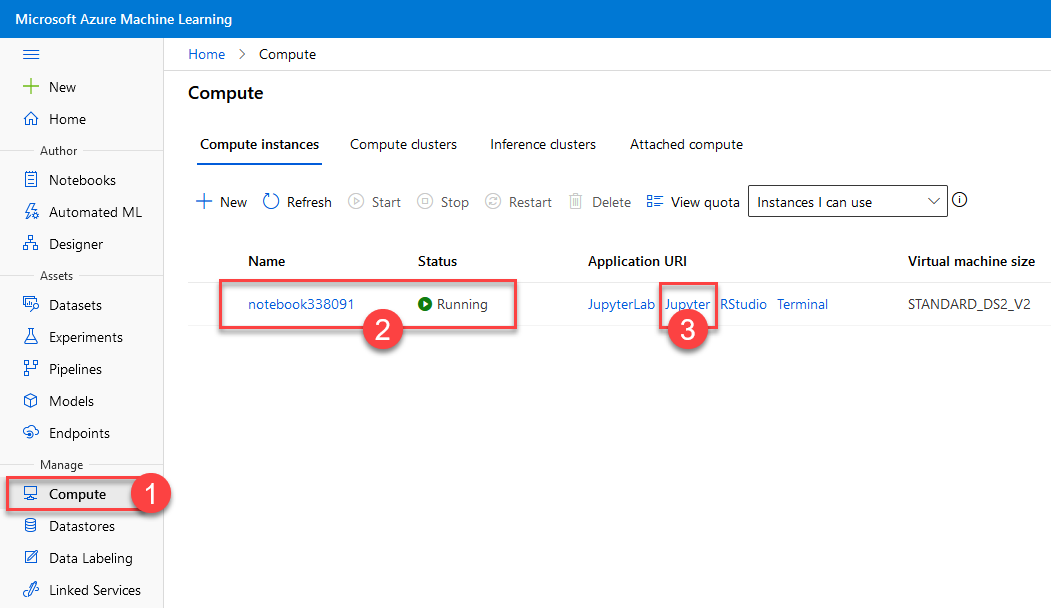 Microsoft Azure Machine Learning
Home > Compute
New
Home
Author
Notebooks
Automated ML
Designer
Assets
Datasets
Experiments
Pipelines
Models
Endpoints
Manage
Compute 1
Datastores
Data Labeling
Linked Services
Compute
Compute instances Compute clusters Inference clusters Attached compute
New Refresh Start Stop Restart Delete View quota Instances I can use
Name Status Application URI Virtual machine size
notebook338091 Running JupyterLab Jupyter RStudio Terminal STANDARD_DS2_V2
2 3